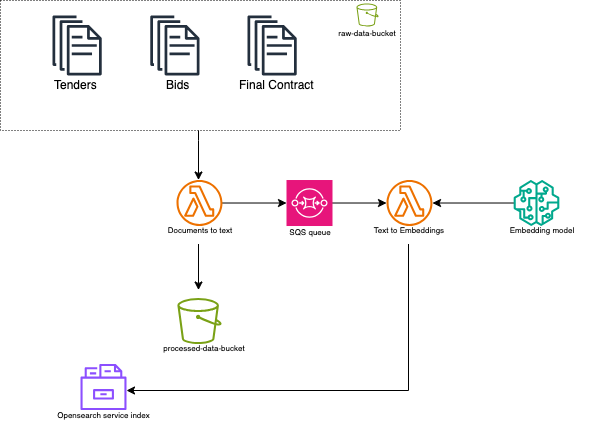 raw-data-bucket
Tenders
Bids
Final Contract
Documents to text
SQS queue
Text to Embeddings
Embedding model
processed-data-bucket
Opensearch service index